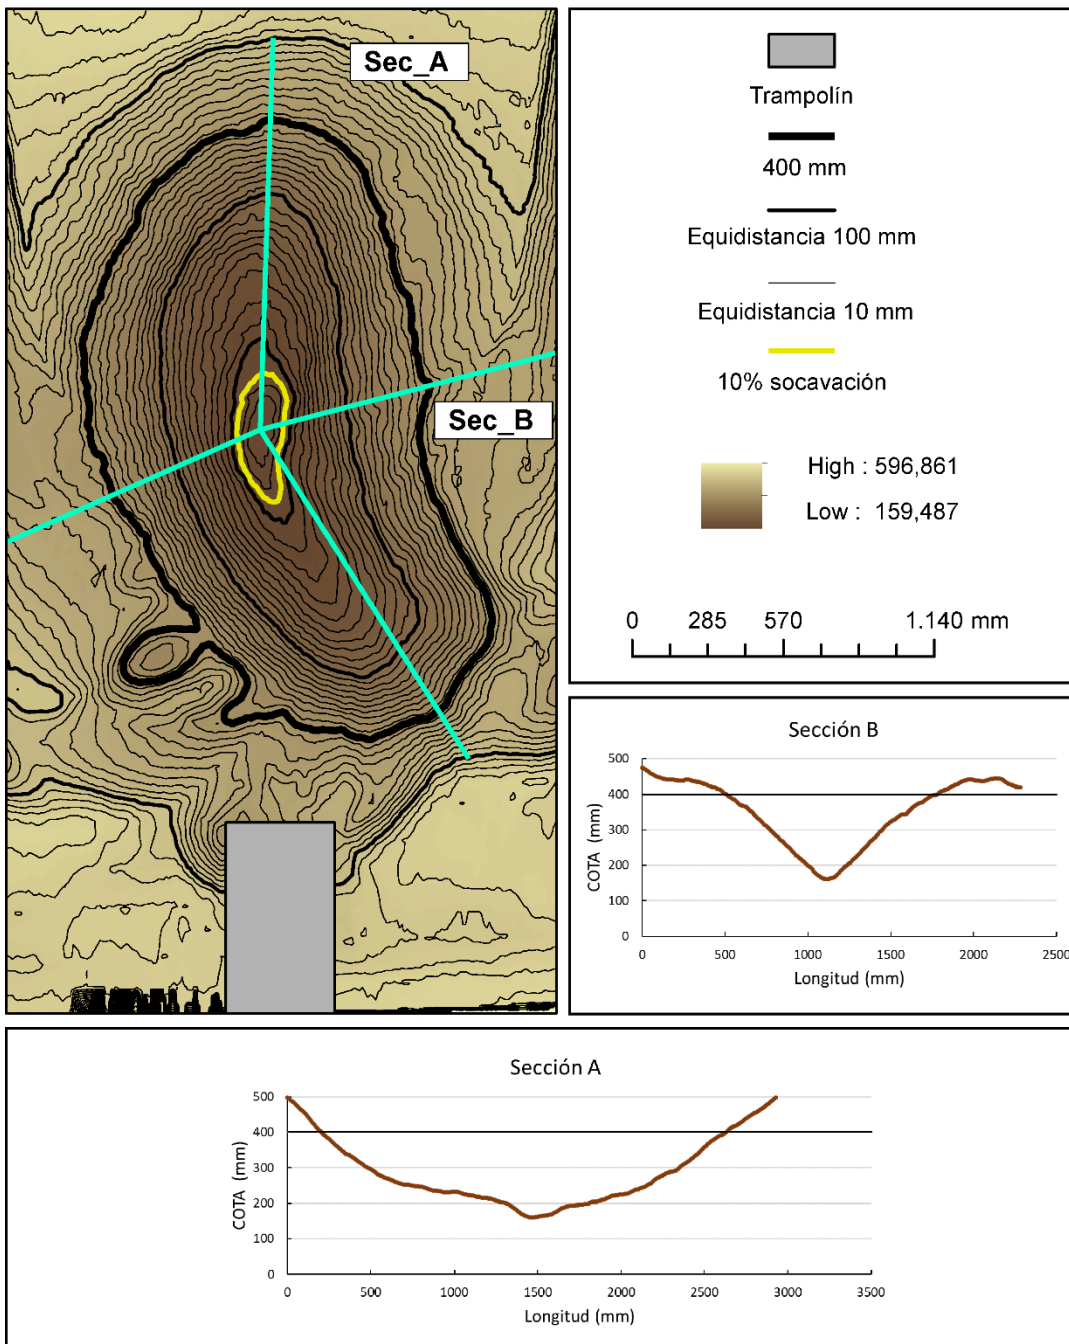 Sec_A
Sec_B
Trampolín
400 mm
Equidistancia 100 mm
Equidistancia 10 mm
10% socavación
High : 596,861
Low : 159,487
0 285 570 1.140 mm
Sección B
500
400
300
200
100
0
COTA (mm)
0 500 1000 1500 2000 2500
Longitud (mm)
Sección A
500
400
300
200
100
0
COTA (mm)
0 500 1000 1500 2000 2500 3000 3500
Longitud (mm)